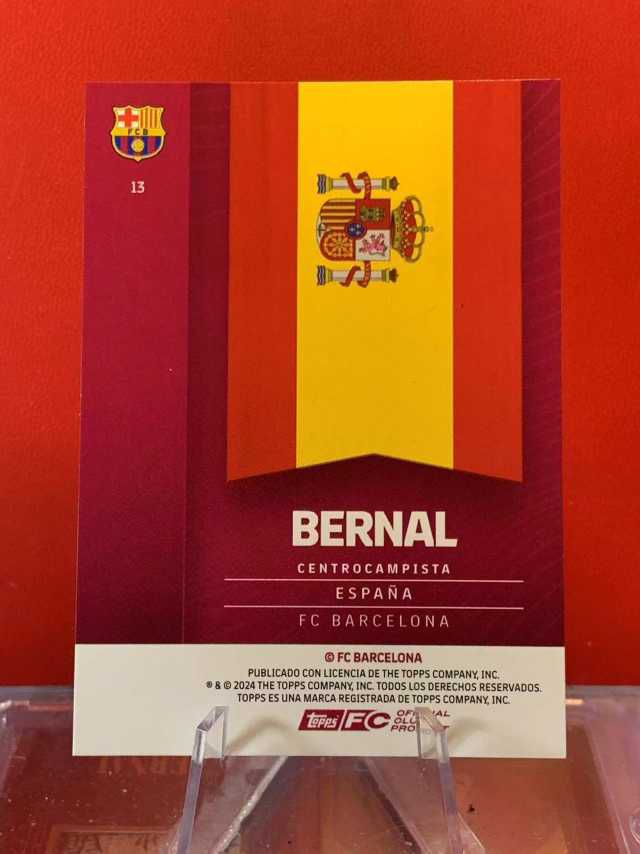 FCB
13
BERNAL
CENTROCAMPISTA
ESPAÑA
FC BARCELONA
© FC BARCELONA
PUBLICADO CON LICENCIA DE THE TOPPS COMPANY, INC.
® & © 2024 THE TOPPS COMPANY, INC. TODOS LOS DERECHOS RESERVADOS.
TOPPS ES UNA MARCA REGISTRADA DE TOPPS COMPANY, INC.
topps FC